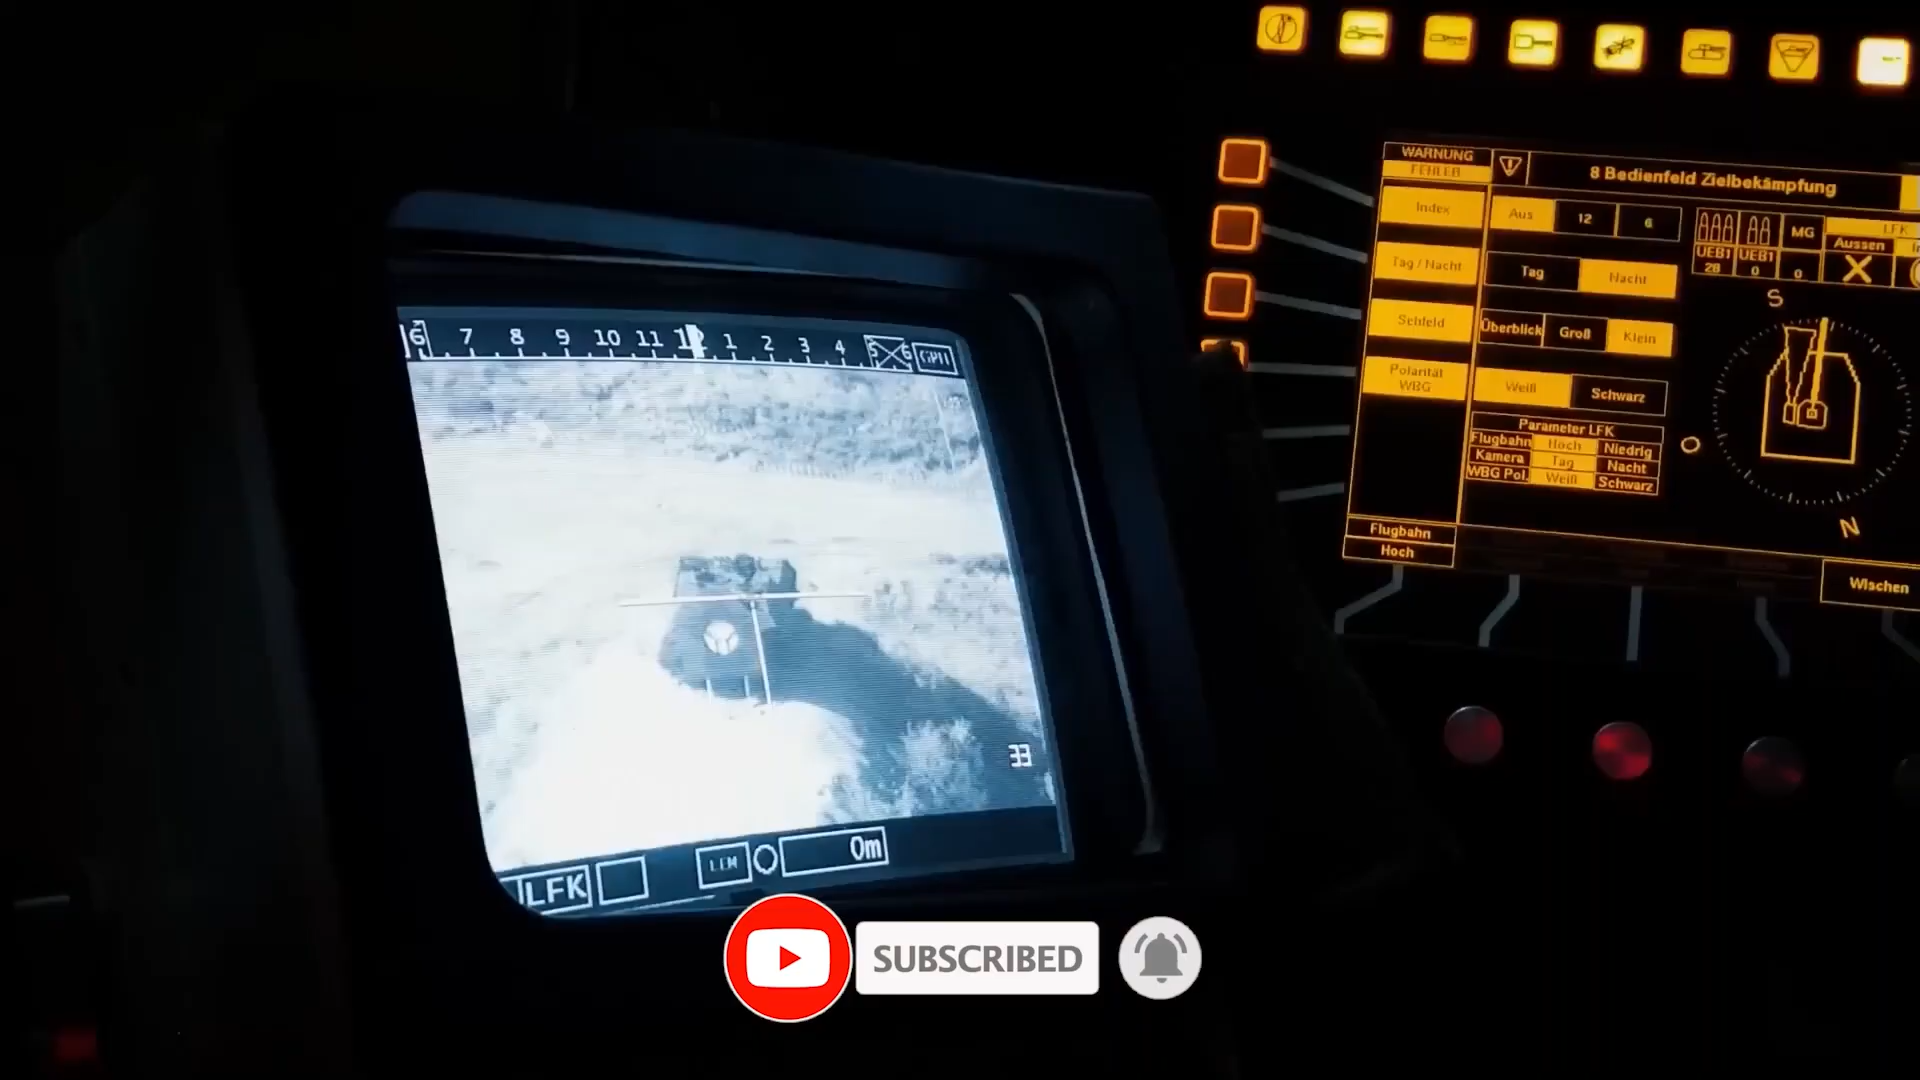 6 7 8 9 10 11 12 1 2 3 4 5 6
33
LFK
0m
SUBSCRIBED
WARNUNG
FEHLER
8 Bedienfeld Zielbekämpfung
Index
Aus 12 6
Tag / Nacht
Tag Nacht
Sehfeld
Überblick Groß Klein
Polarität
WBG
Weiß Schwarz
Parameter LFK
Flugbahn Hoch Niedrig
Kamera Tag Nacht
WBG Pol. Weiß Schwarz
Flugbahn
Hoch
UEB1 UEB1 MG
28 0 0
LFK
Aussen
S
N
Wischen